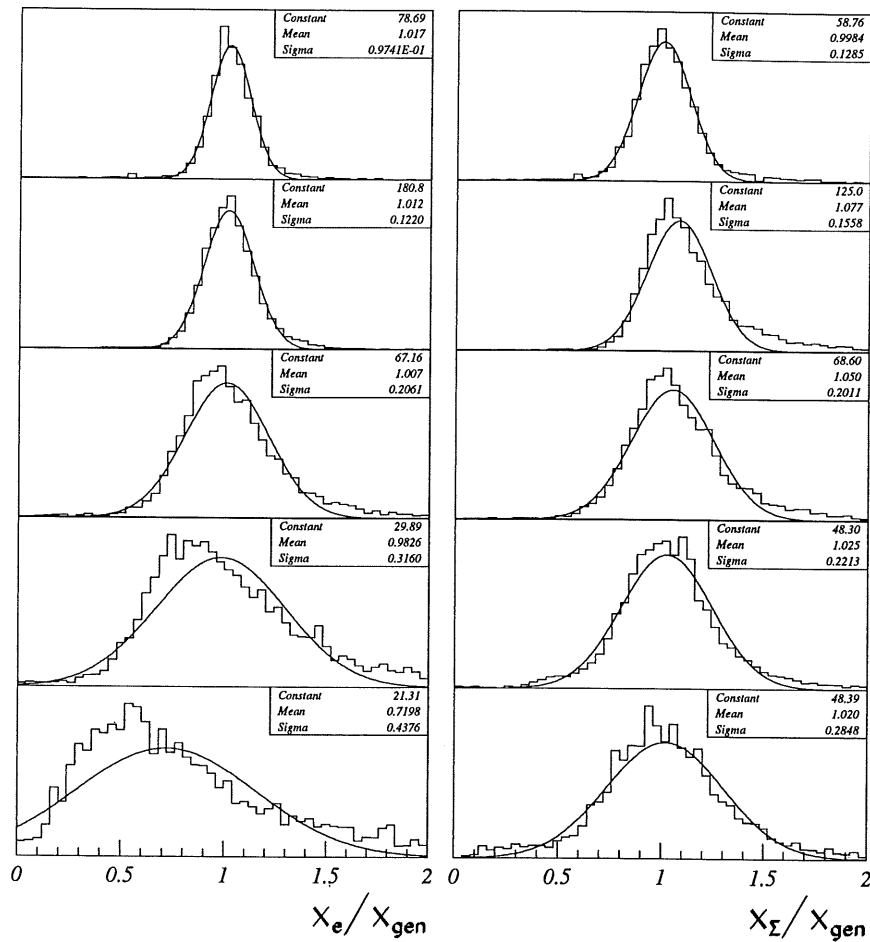 Constant 78.69
Mean 1.017
Sigma 0.9741E-01
Constant 180.8
Mean 1.012
Sigma 0.1220
Constant 67.16
Mean 1.007
Sigma 0.2061
Constant 29.89
Mean 0.9826
Sigma 0.3160
Constant 21.31
Mean 0.7198
Sigma 0.4376
0 0.5 1 1.5 2
X_e / X_gen
Constant 58.76
Mean 0.9984
Sigma 0.1285
Constant 125.0
Mean 1.077
Sigma 0.1558
Constant 68.60
Mean 1.050
Sigma 0.2011
Constant 48.30
Mean 1.025
Sigma 0.2213
Constant 48.39
Mean 1.020
Sigma 0.2848
0 0.5 1 1.5 2
X_Σ / X_gen